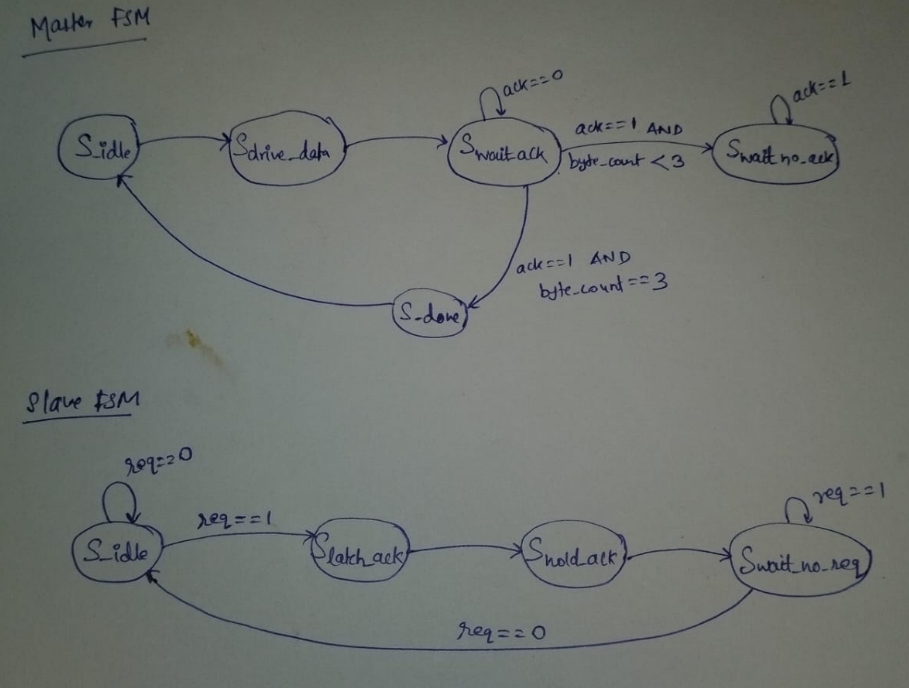 Master FSM
ack==0
ack==1
S_idle
S_drive_data
S_wait_ack
ack==1 AND
byte_count <3
S_wait_no_ack
ack==1 AND
byte_count==3
S_done
Slave FSM
req==0
req==1
req==1
S_idle
S_latch_ack
S_hold_ack
S_wait_no_req
req==0